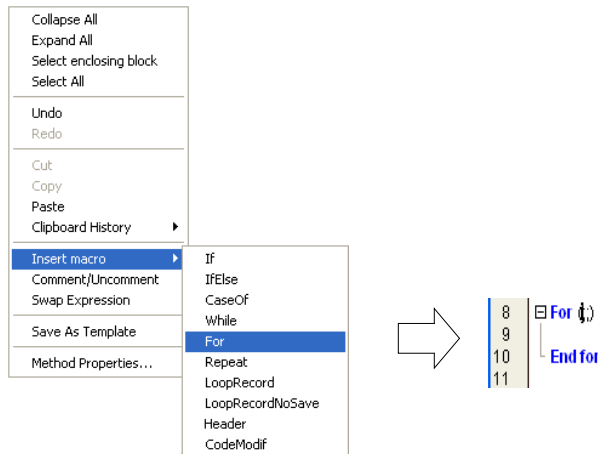 Collapse All
Expand All
Select enclosing block
Select All
Undo
Redo
Cut
Copy
Paste
Clipboard History
Insert macro
Comment/Uncomment
Swap Expression
Save As Template
Method Properties...
If
IfElse
CaseOf
While
For
Repeat
LoopRecord
LoopRecordNoSave
Header
CodeModif
8 For (;;)
9
10 End for
11